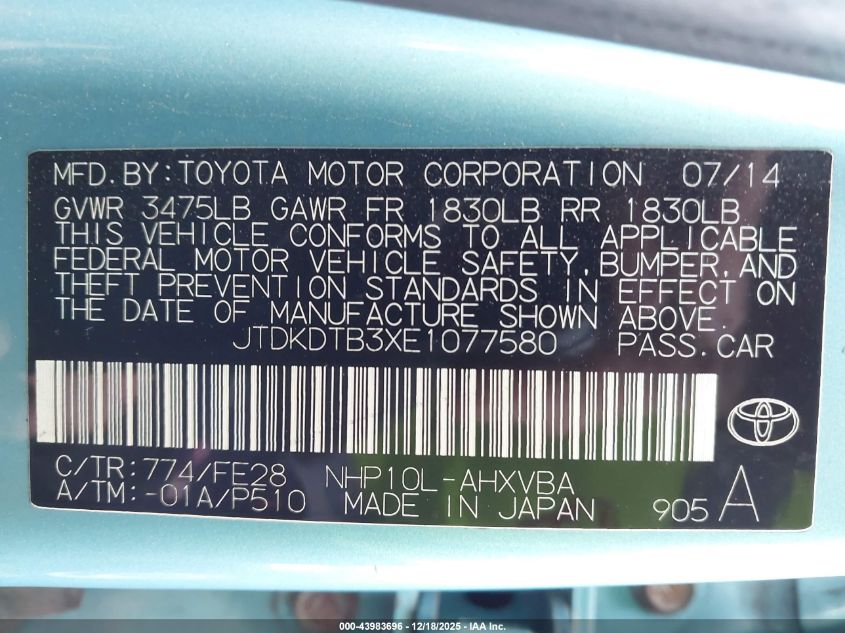 MFD.BY:TOYOTA MOTOR CORPORATION 07/14
GVWR 3475LB GAWR FR 1830LB RR 1830LB
THIS VEHICLE CONFORMS TO ALL APPLICABLE
FEDERAL MOTOR VEHICLE SAFETY,BUMPER,AND
THEFT PREVENTION STANDARDS IN EFFECT ON
THE DATE OF MANUFACTURE SHOWN ABOVE.
JTDKDTB3XE1077580 PASS.CAR
C/TR:774/FE28 NHP10L-AHXVBA
A/TM:-01A/P510 MADE IN JAPAN 905 A
000-43983696 - 12/18/2025 - IAA Inc.